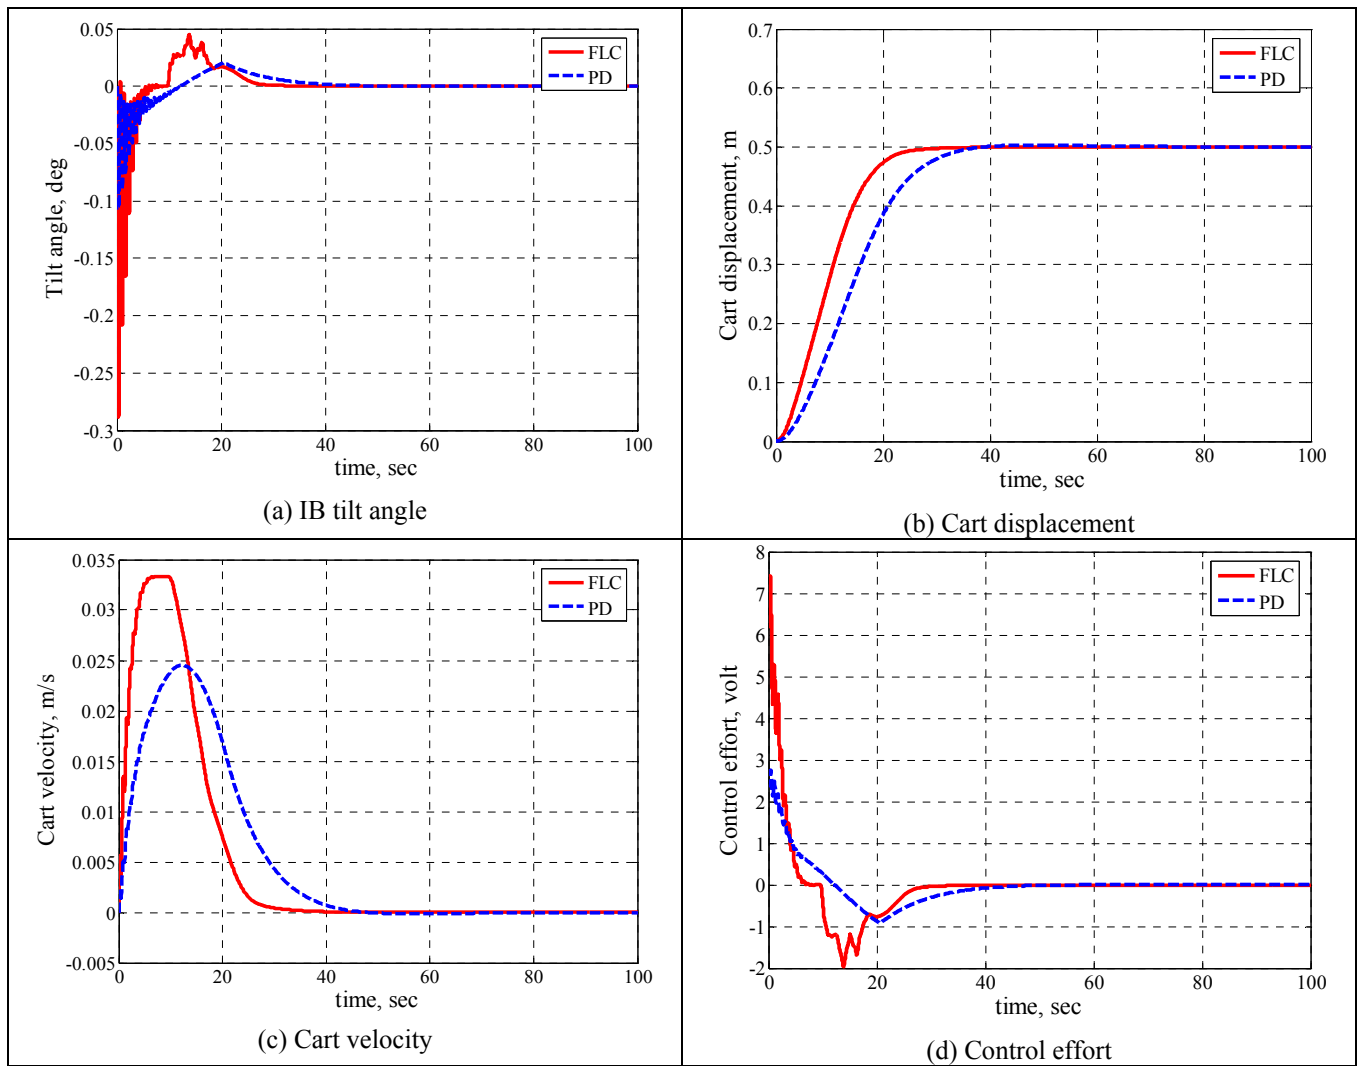 0.05
0
-0.05
-0.1
-0.15
-0.2
-0.25
-0.3
Tilt angle, deg
FLC
PD
0 20 40 60 80 100
time, sec
(a) IB tilt angle
0.7
0.6
0.5
0.4
0.3
0.2
0.1
0
Cart displacement, m
FLC
PD
0 20 40 60 80 100
time, sec
(b) Cart displacement
0.035
0.03
0.025
0.02
0.015
0.01
0.005
0
-0.005
Cart velocity, m/s
FLC
PD
0 20 40 60 80 100
time, sec
(c) Cart velocity
8
7
6
5
4
3
2
1
0
-1
-2
Control effort, volt
FLC
PD
0 20 40 60 80 100
time, sec
(d) Control effort